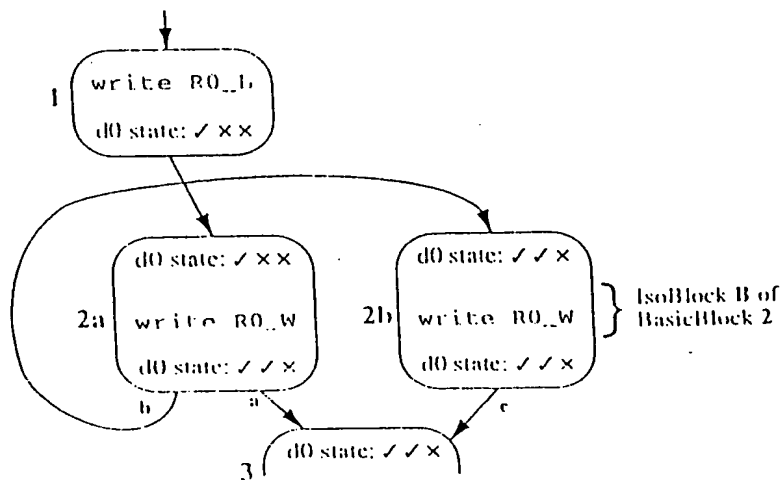 1
write R0_L
d0 state: ✓ × ×
d0 state: ✓ × ×
2a
write R0_W
d0 state: ✓ ✓ ×
b
a
d0 state: ✓ ✓ ×
2b
write R0_W
d0 state: ✓ ✓ ×
c
IsoBlock B of
BasicBlock 2
3
d0 state: ✓ ✓ ×